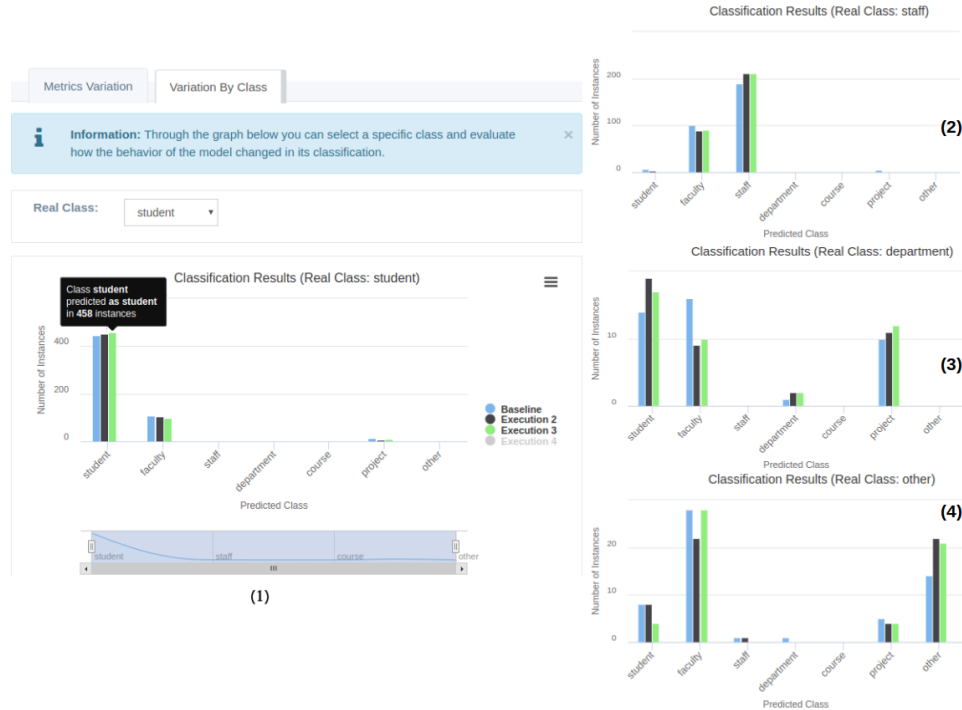 Metrics Variation
Variation By Class
Information: Through the graph below you can select a specific class and evaluate
how the behavior of the model changed in its classification.
×
Real Class:
student
Classification Results (Real Class: student)
Class student
predicted as student
in 458 instances
Number of Instances
400
200
0
student
faculty
staff
department
course
project
other
Predicted Class
Baseline
Execution 2
Execution 3
Execution 4
student
staff
course
other
(1)
Classification Results (Real Class: staff)
Number of Instances
200
100
0
(2)
student
faculty
staff
department
course
project
other
Predicted Class
Classification Results (Real Class: department)
Number of Instances
10
0
(3)
student
faculty
staff
department
course
project
other
Predicted Class
Classification Results (Real Class: other)
(4)
Number of Instances
20
10
0
student
faculty
staff
department
course
project
other
Predicted Class